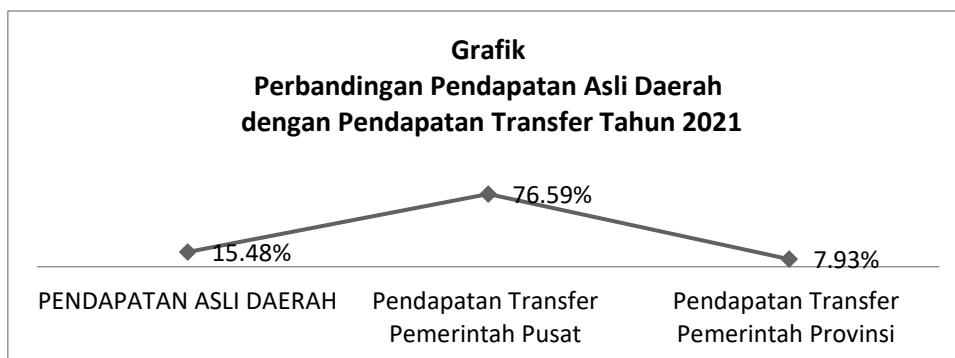 Grafik
Perbandingan Pendapatan Asli Daerah
dengan Pendapatan Transfer Tahun 2021
76.59%
15.48%
7.93%
PENDAPATAN ASLI DAERAH
Pendapatan Transfer
Pemerintah Pusat
Pendapatan Transfer
Pemerintah Provinsi